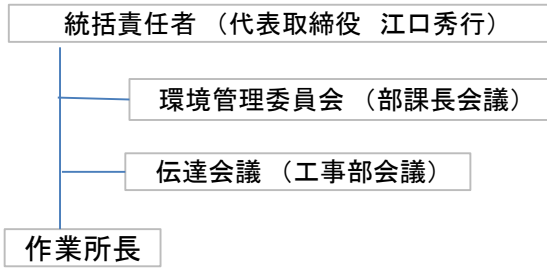 統括責任者 （代表取締役 江口秀行）
環境管理委員会 （部課長会議）
伝達会議 （工事部会議）
作業所長